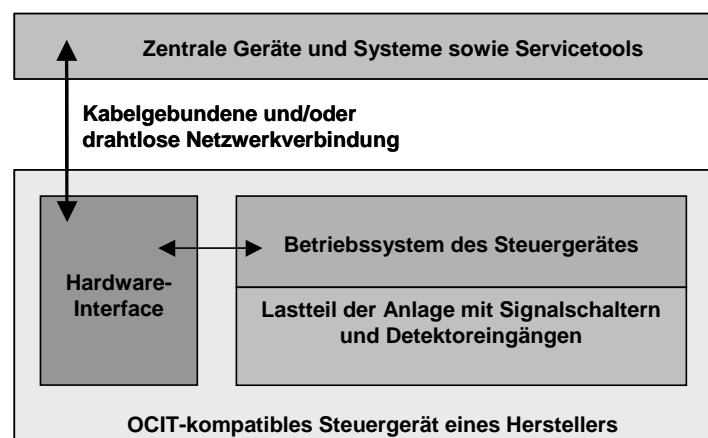 Zentrale Geräte und Systeme sowie Servicetools
Kabelgebundene und/oder
drahtlose Netzwerkverbindung
Hardware-
Interface
Betriebssystem des Steuergerätes
Lastteil der Anlage mit Signalschaltern
und Detektoreingängen
OCIT-kompatibles Steuergerät eines Herstellers